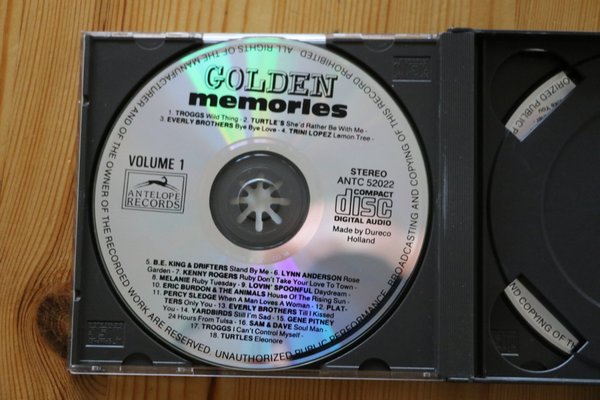 ALL RIGHTS OF THE MANUFACTURER AND OF THE OWNER OF THE RECORDED WORK ARE RESERVED. UNAUTHORIZED PUBLIC PERFORMANCE, BROADCASTING AND COPYING OF THIS RECORD PROHIBITED
GOLDEN
memories
1. TROGGS Wild Thing - 2. TURTLE'S She'd Rather Be With Me -
3. EVERLY BROTHERS Bye Bye Love - 4. TRINI LOPEZ Lemon Tree -
VOLUME 1
ANTELOPE
RECORDS
STEREO
ANTC 52022
COMPACT
disc
DIGITAL AUDIO
Made by Dureco
Holland
5. B.E. KING & DRIFTERS Stand By Me - 6. LYNN ANDERSON Rose
Garden - 7. KENNY ROGERS Ruby Don't Take Your Love To Town -
8. MELANIE Ruby Tuesday - 9. LOVIN' SPOONFUL Daydream -
10. ERIC BURDON & THE ANIMALS House Of The Rising Sun -
11. PERCY SLEDGE When A Man Loves A Woman - 12. PLAT-
TERS Only You - 13. EVERLY BROTHERS Till I Kissed
You - 14. YARDBIRDS Still I'm Sad - 15. GENE PITNEY
24 Hours From Tulsa - 16. SAM & DAVE Soul Man -
17. TROGGS I Can't Control Myself -
18. TURTLES Eleonore